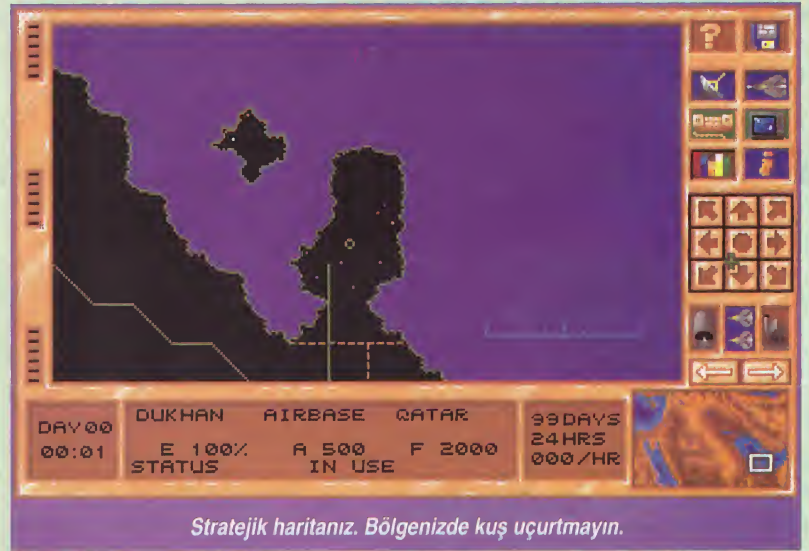 DAY 00
00:01
DUKHAN AIRBASE QATAR
E 100% A 500 F 2000
STATUS IN USE
99 DAYS
24 HRS
000/HR
Stratejik haritanız. Bölgenizde kuş uçurtmayın.